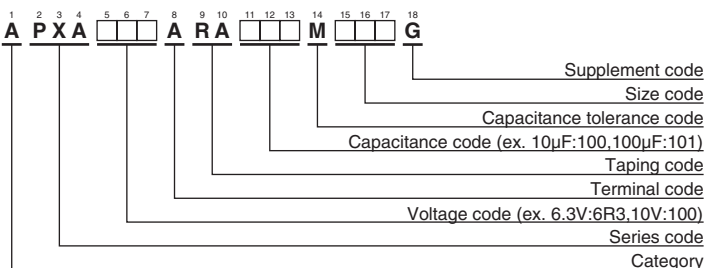 1 2 3 4 5 6 7 8 9 10 11 12 13 14 15 16 17 18
A P X A □□□ A R A □□□ M □□□ G
Supplement code
Size code
Capacitance tolerance code
Capacitance code (ex. 10µF:100,100µF:101)
Taping code
Terminal code
Voltage code (ex. 6.3V:6R3,10V:100)
Series code
Category